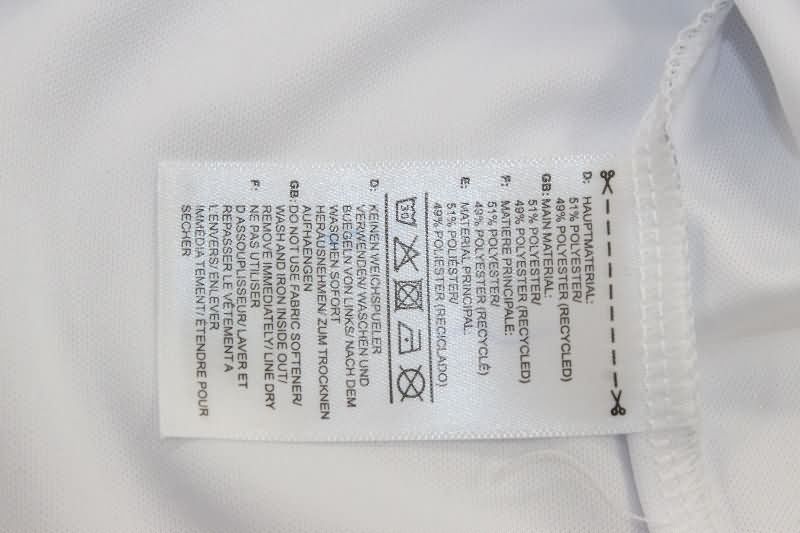 D: HAUPTMATERIAL:
51% POLYESTER/
49% POLYESTER (RECYCLED)
GB: MAIN MATERIAL:
51% POLYESTER/
49% POLYESTER (RECYCLED)
F: MATIERE PRINCIPALE:
51% POLYESTER/
49% POLYESTER (RECYCLÉ)
E: MATERIAL PRINCIPAL
51% POLIESTER/
49% POLIÉSTER (RECICLADO)
30
D: KEINEN WEICHSPUELER
VERWENDEN/ WASCHEN UND
BUEGELN VON LINKS/ NACH DEM
WASCHEN SOFORT
HERAUSNEHMEN/ ZUM TROCKNEN
AUFHAENGEN
GB: DO NOT USE FABRIC SOFTENER/
WASH AND IRON INSIDE OUT/
REMOVE IMMEDIATELY/ LINE DRY
F: NE PAS UTILISER
D'ASSOUPLISSEUR/ LAVER ET
REPASSER LE VÊTEMENT A
L'ENVERS/ ENLEVER
IMMÉDIATEMENT/ ÉTENDRE POUR
SECHER